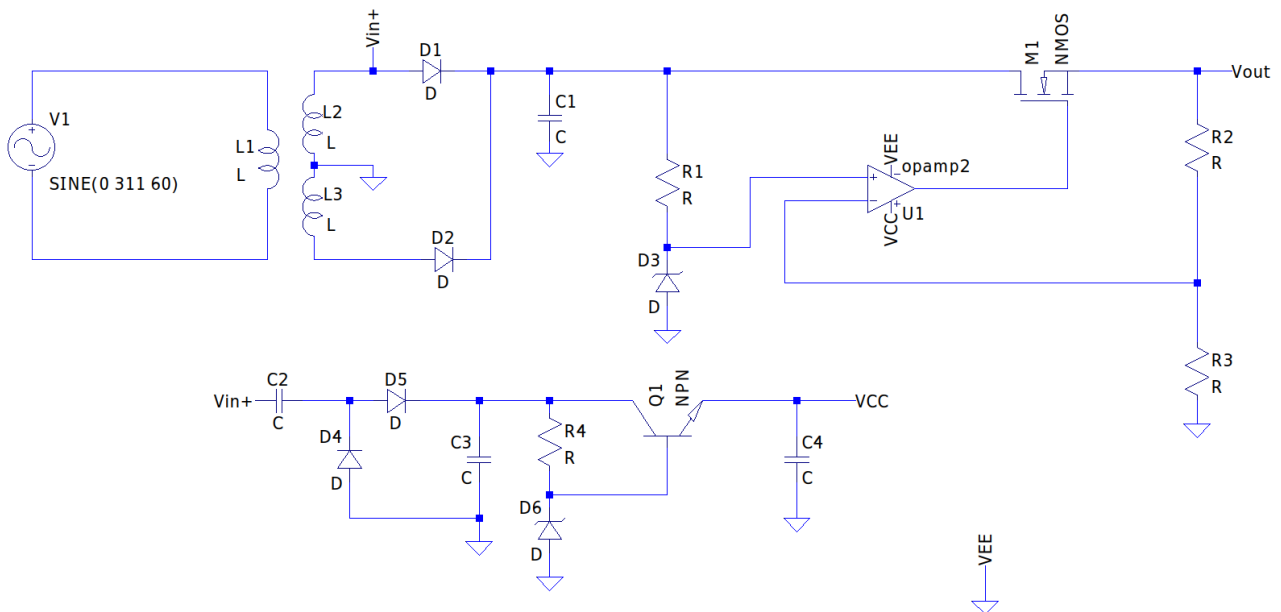 Vin+
D1
D
V1
SINE(0 311 60)
L1
L
L2
L
L3
L
D2
D
C1
C
R1
R
D3
D
VEE
opamp2
+
−
−
+
U1
VCC
M1
NMOS
Vout
R2
R
R3
R
Vin+
C2
C
D5
D
D4
D
C3
C
R4
R
D6
D
Q1
NPN
VCC
C4
C
VEE